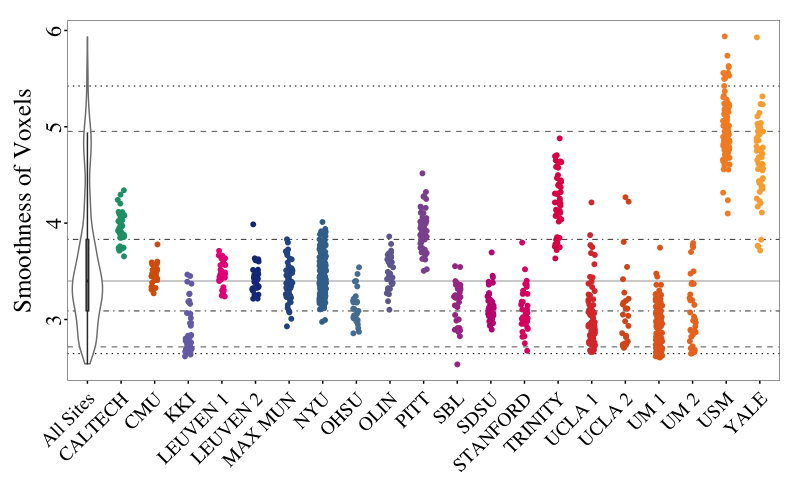 Smoothness of Voxels
6
5
4
3
All Sites
CALTECH
CMU
KKI
LEUVEN 1
LEUVEN 2
MAX MUN
NYU
OHSU
OLIN
PITT
SBL
SDSU
STANFORD
TRINITY
UCLA 1
UCLA 2
UM 1
UM 2
USM
YALE